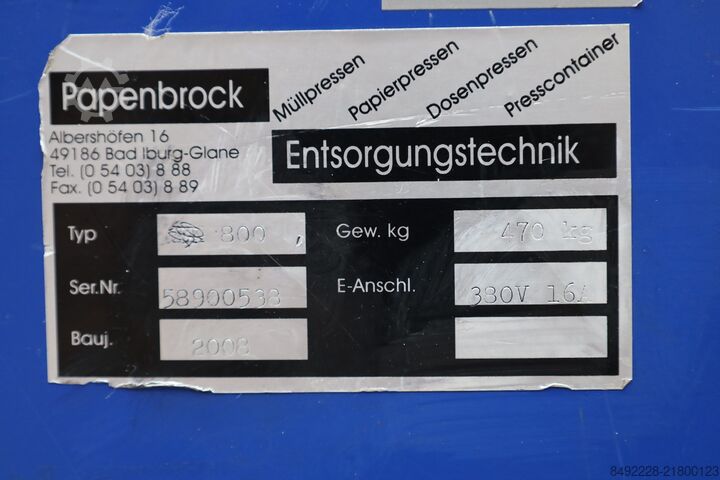 Papenbrock
Müllpressen
Papierpressen
Dosenpressen
Presscontainer
Albershöfen 16
49186 Bad Iburg-Glane
Tel. (0 54 03) 8 88
Fax. (0 54 03) 8 89
Entsorgungstechnik
Typ 800 , Gew. kg 470 kg
Ser.Nr. 58900538 E-Anschl. 380V 16A
Bauj. 2008
8492228-21800123